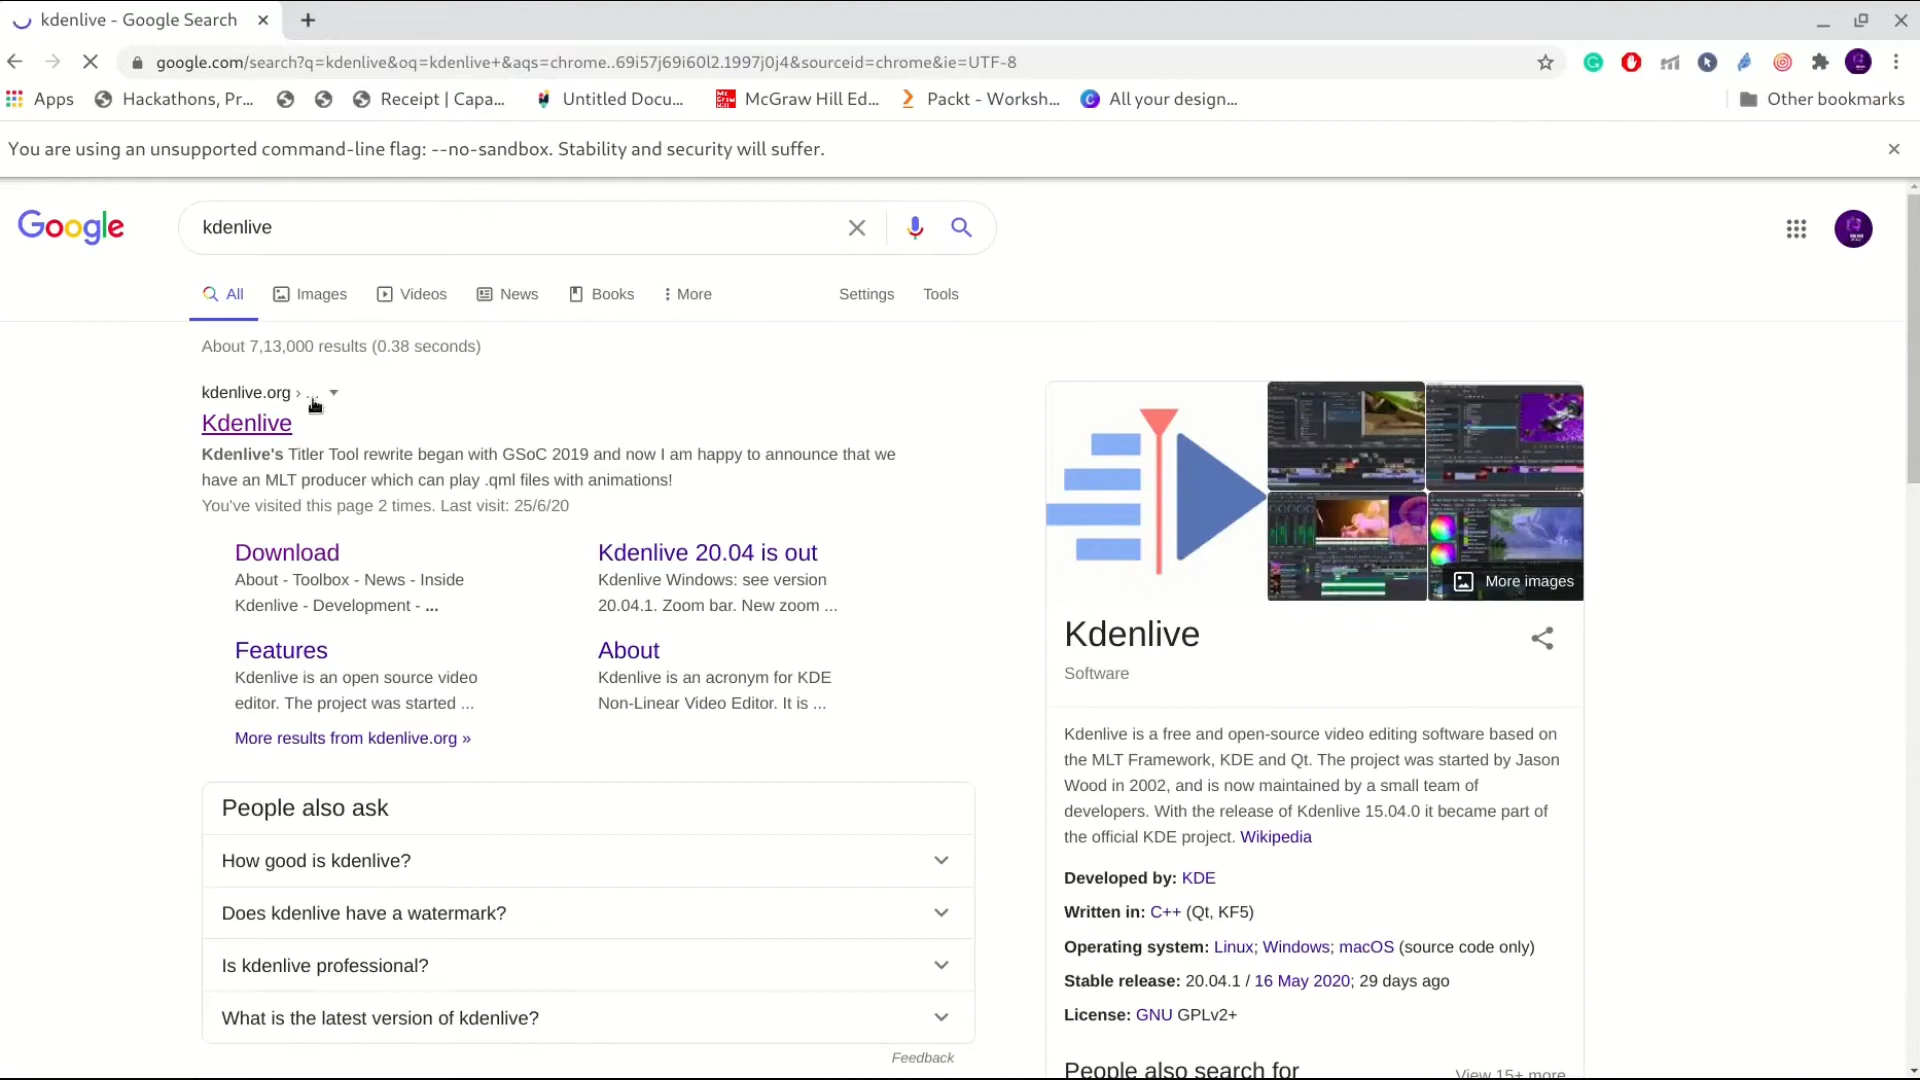 kdenlive - Google Search
google.com/search?q=kdenlive&oq=kdenlive+&aqs=chrome..69i57j69i60l2.1997j0j4&sourceid=chrome&ie=UTF-8
Apps Hackathons, Pr... Receipt | Capa... Untitled Docu... McGraw Hill Ed... Packt - Worksh... All your design... Other bookmarks
You are using an unsupported command-line flag: --no-sandbox. Stability and security will suffer.
Google kdenlive
All Images Videos News Books More Settings Tools
About 7,13,000 results (0.38 seconds)
kdenlive.org › ...
Kdenlive
Kdenlive's Titler Tool rewrite began with GSoC 2019 and now I am happy to announce that we
have an MLT producer which can play .qml files with animations!
You've visited this page 2 times. Last visit: 25/6/20
Download
About - Toolbox - News - Inside
Kdenlive - Development - ...
Kdenlive 20.04 is out
Kdenlive Windows: see version
20.04.1. Zoom bar. New zoom ...
Features
Kdenlive is an open source video
editor. The project was started ...
About
Kdenlive is an acronym for KDE
Non-Linear Video Editor. It is ...
More results from kdenlive.org »
People also ask
How good is kdenlive?
Does kdenlive have a watermark?
Is kdenlive professional?
What is the latest version of kdenlive?
Feedback
More images
Kdenlive
Software
Kdenlive is a free and open-source video editing software based on
the MLT Framework, KDE and Qt. The project was started by Jason
Wood in 2002, and is now maintained by a small team of
developers. With the release of Kdenlive 15.04.0 it became part of
the official KDE project. Wikipedia
Developed by: KDE
Written in: C++ (Qt, KF5)
Operating system: Linux; Windows; macOS (source code only)
Stable release: 20.04.1 / 16 May 2020; 29 days ago
License: GNU GPLv2+
People also search for View 15+ more